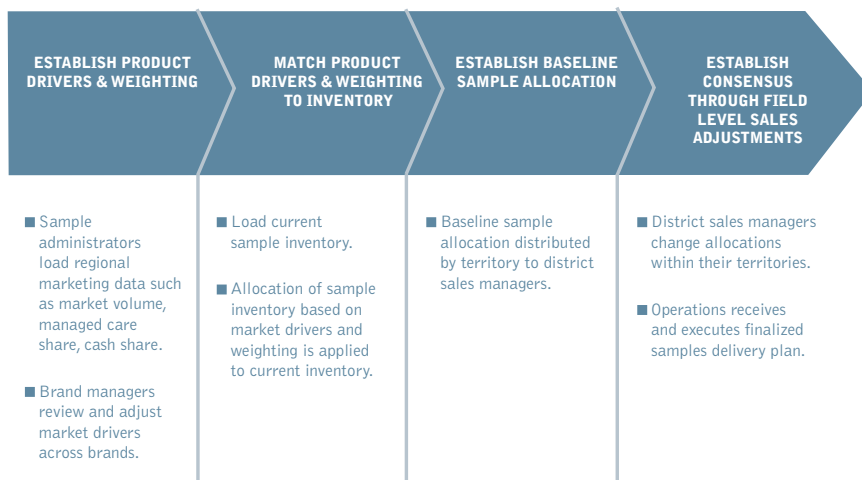 ESTABLISH PRODUCT
DRIVERS & WEIGHTING
MATCH PRODUCT
DRIVERS & WEIGHTING
TO INVENTORY
ESTABLISH BASELINE
SAMPLE ALLOCATION
ESTABLISH
CONSENSUS
THROUGH FIELD
LEVEL SALES
ADJUSTMENTS
■ Sample
administrators
load regional
marketing data such
as market volume,
managed care
share, cash share.
■ Brand managers
review and adjust
market drivers
across brands.
■ Load current
sample inventory.
■ Allocation of sample
inventory based on
market drivers and
weighting is applied
to current inventory.
■ Baseline sample
allocation distributed
by territory to district
sales managers.
■ District sales managers
change allocations
within their territories.
■ Operations receives
and executes finalized
samples delivery plan.